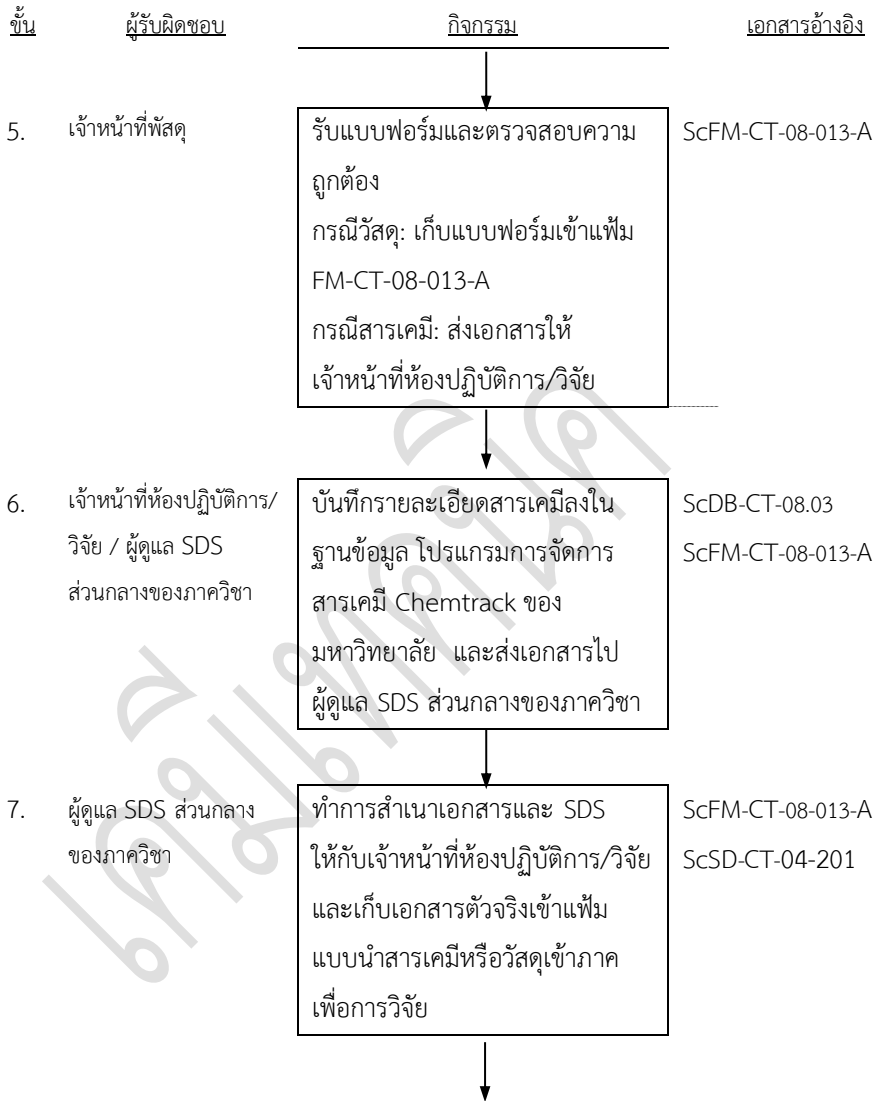 ขั้น ผู้รับผิดชอบ กิจกรรม เอกสารอ้างอิง
5. เจ้าหน้าที่พัสดุ
รับแบบฟอร์มและตรวจสอบความ
ถูกต้อง
กรณีวัสดุ: เก็บแบบฟอร์มเข้าแฟ้ม
FM-CT-08-013-A
กรณีสารเคมี: ส่งเอกสารให้
เจ้าหน้าที่ห้องปฏิบัติการ/วิจัย
ScFM-CT-08-013-A
6. เจ้าหน้าที่ห้องปฏิบัติการ/
วิจัย / ผู้ดูแล SDS
ส่วนกลางของภาควิชา
บันทึกรายละเอียดสารเคมีลงใน
ฐานข้อมูล โปรแกรมการจัดการ
สารเคมี Chemtrack ของ
มหาวิทยาลัย และส่งเอกสารไป
ผู้ดูแล SDS ส่วนกลางของภาควิชา
ScDB-CT-08.03
ScFM-CT-08-013-A
7. ผู้ดูแล SDS ส่วนกลาง
ของภาควิชา
ทำการสำเนาเอกสารและ SDS
ให้กับเจ้าหน้าที่ห้องปฏิบัติการ/วิจัย
และเก็บเอกสารตัวจริงเข้าแฟ้ม
แบบนำสารเคมีหรือวัสดุเข้าภาค
เพื่อการวิจัย
ScFM-CT-08-013-A
ScSD-CT-04-201
เคมีเทคนิค